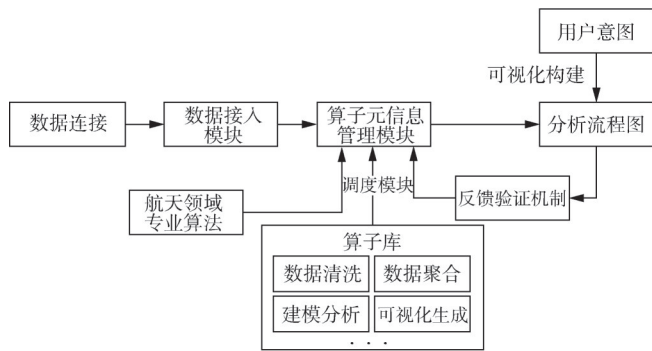 用户意图
可视化构建
数据连接
数据接入
模块
算子元信息
管理模块
分析流程图
调度模块
反馈验证机制
航天领域
专业算法
算子库
数据清洗
数据聚合
建模分析
可视化生成
...